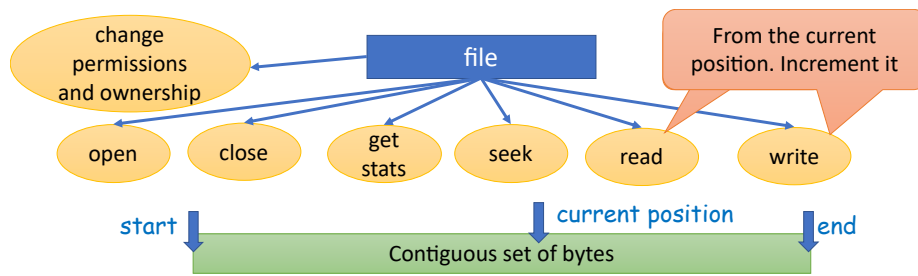 change
permissions
and ownership
file
From the current
position. Increment it
open
close
get
stats
seek
read
write
start
current position
end
Contiguous set of bytes